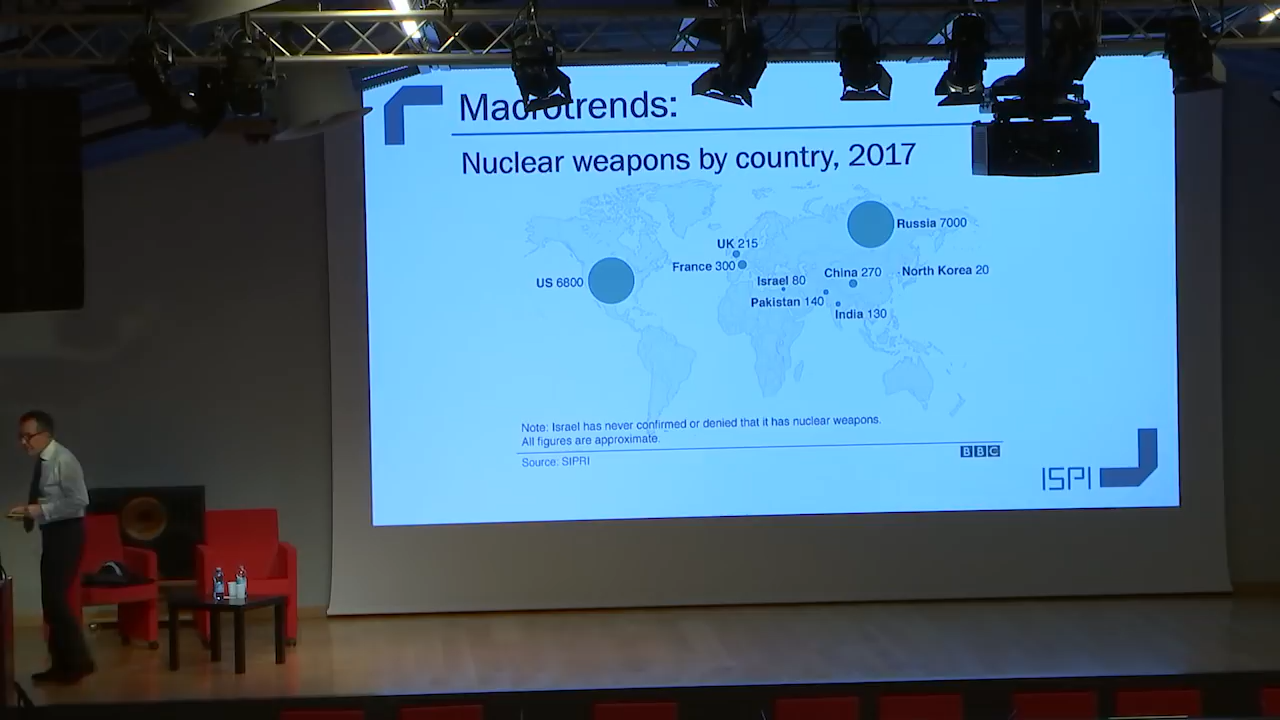 Macrotrends:
Nuclear weapons by country, 2017
Russia 7000
UK 215
France 300
China 270
North Korea 20
US 6800
Israel 80
Pakistan 140
India 130
Note: Israel has never confirmed or denied that it has nuclear weapons.
All figures are approximate.
Source: SIPRI
BBC
ISPI